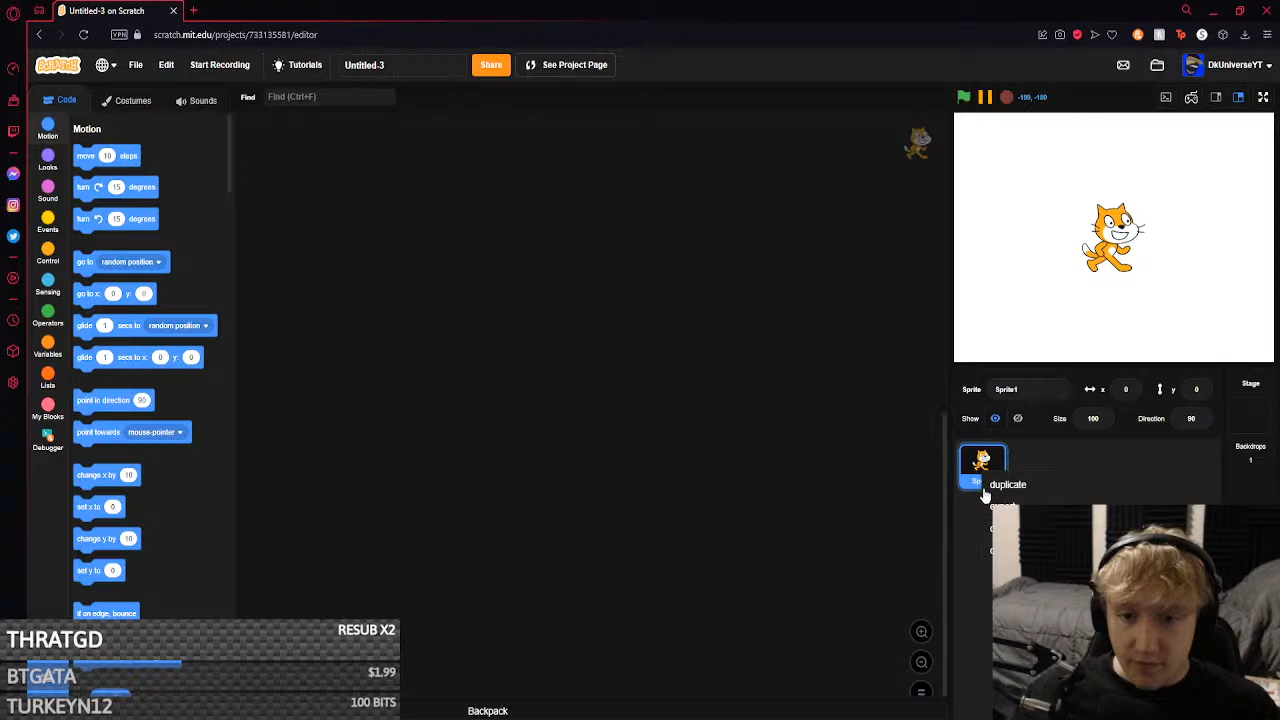 Untitled-3 on Scratch
VPN
scratch.mit.edu/projects/733135581/editor
SCRATCH
File
Edit
Start Recording
Tutorials
Untitled-3
Share
See Project Page
DkUniverseYT
Code
Costumes
Sounds
Find
Find (Ctrl+F)
-199, -180
Motion
Looks
Sound
Events
Control
Sensing
Operators
Variables
Lists
My Blocks
Debugger
Motion
move 10 steps
turn 15 degrees
turn 15 degrees
go to random position
go to x: 0 y: 0
glide 1 secs to random position
glide 1 secs to x: 0 y: 0
point in direction 90
point towards mouse-pointer
change x by 10
set x to 0
change y by 10
set y to 0
if on edge, bounce
Sprite
Sprite1
x 0
y 0
Show
Size 100
Direction 90
Stage
Backdrops
1
duplicate
THRATGD RESUB X2
BTGATA $1.99
TURKEYN12 100 BITS
Backpack